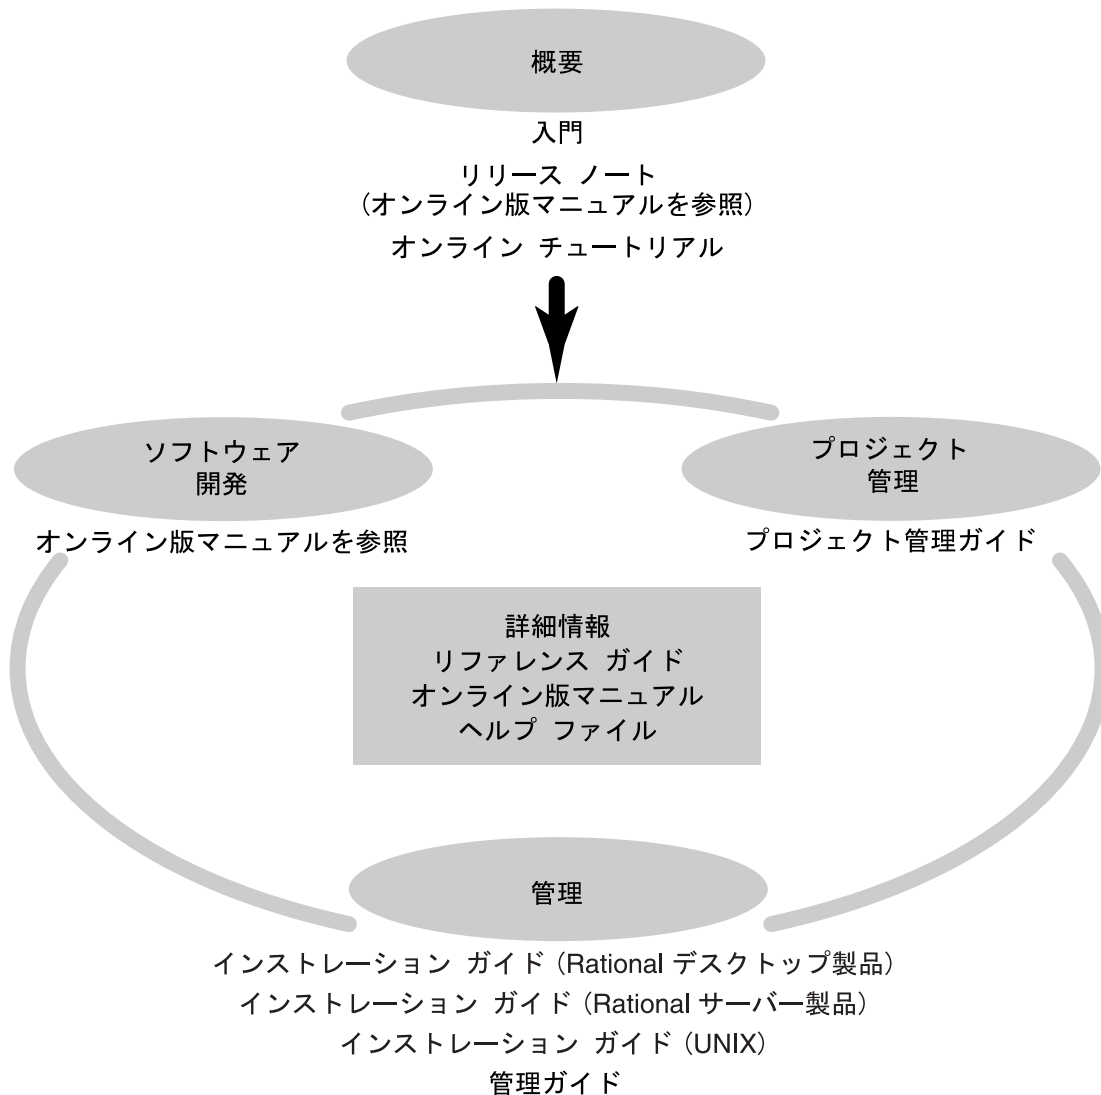 概要
入門
リリース ノート
(オンライン版マニュアルを参照)
オンライン チュートリアル
ソフトウェア
開発
オンライン版マニュアルを参照
プロジェクト
管理
プロジェクト管理ガイド
詳細情報
リファレンス ガイド
オンライン版マニュアル
ヘルプ ファイル
管理
インストレーション ガイド (Rational デスクトップ製品)
インストレーション ガイド (Rational サーバー製品)
インストレーション ガイド (UNIX)
管理ガイド